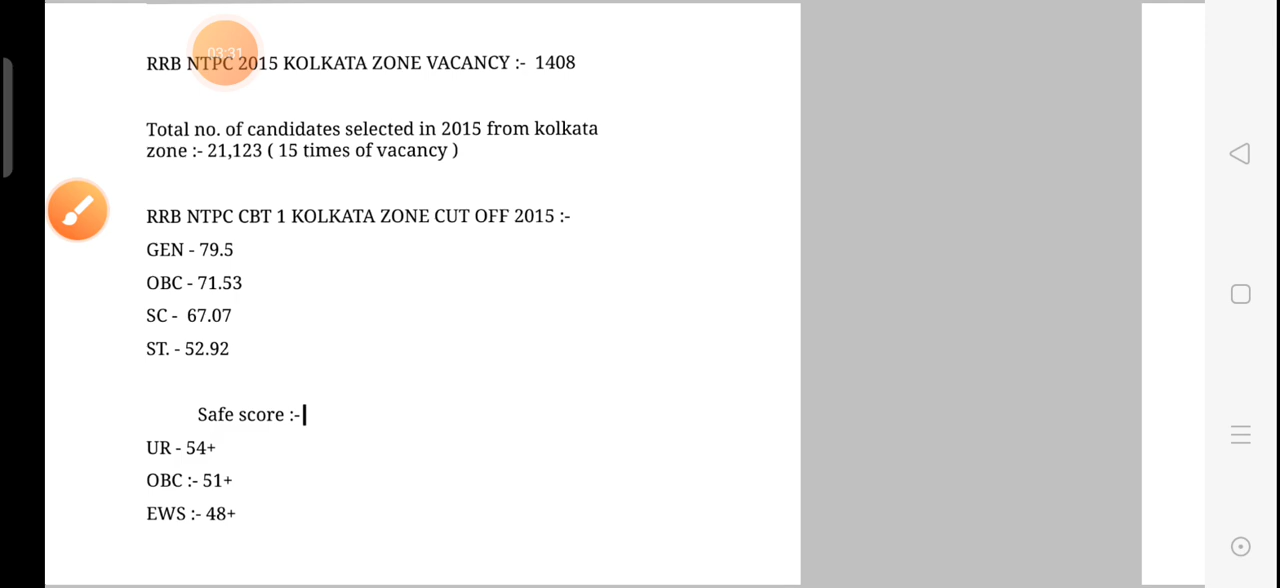 03:31
RRB NTPC 2015 KOLKATA ZONE VACANCY :- 1408
Total no. of candidates selected in 2015 from kolkata
zone :- 21,123 ( 15 times of vacancy )
RRB NTPC CBT 1 KOLKATA ZONE CUT OFF 2015 :-
GEN - 79.5
OBC - 71.53
SC - 67.07
ST. - 52.92
Safe score :-
UR - 54+
OBC :- 51+
EWS :- 48+